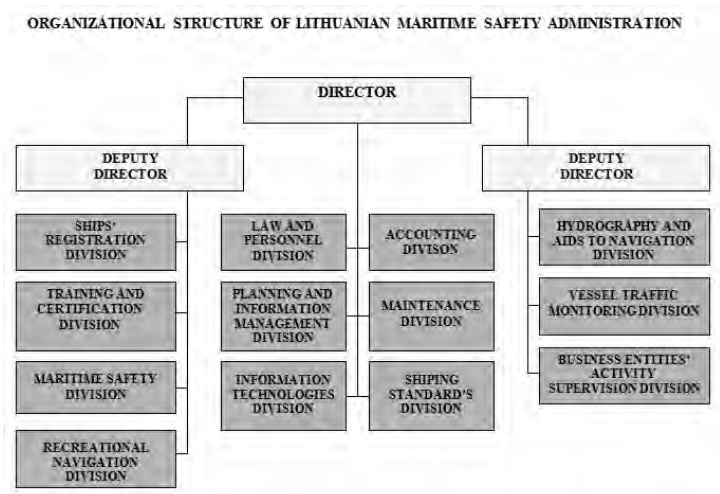 ORGANIZATIONAL STRUCTURE OF LITHUANIAN MARITIME SAFETY ADMINISTRATION
DIRECTOR
DEPUTY
DIRECTOR
DEPUTY
DIRECTOR
SHIPS'
REGISTRATION
DIVISION
TRAINING AND
CERTIFICATION
DIVISION
MARITIME SAFETY
DIVISION
RECREATIONAL
NAVIGATION
DIVISION
LAW AND
PERSONNEL
DIVISION
PLANNING AND
INFORMATION
MANAGEMENT
DIVISION
INFORMATION
TECHNOLOGIES
DIVISION
ACCOUNTING
DIVISON
MAINTENANCE
DIVISION
SHIPING
STANDARD'S
DIVISION
HYDROGRAPHY AND
AIDS TO NAVIGATION
DIVISION
VESSEL TRAFFIC
MONITORING DIVISION
BUSINESS ENTITIES'
ACTIVITY
SUPERVISION DIVISION